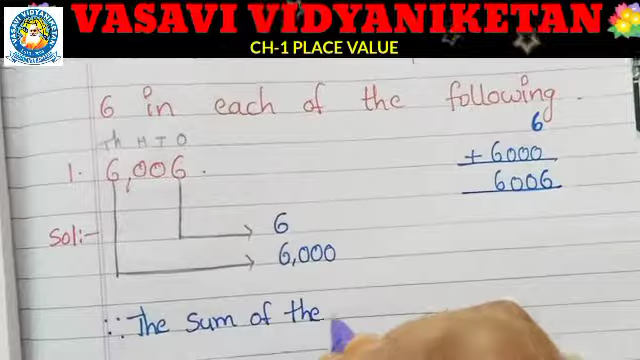 VASAVI VIDYANIKETAN
CH-1 PLACE VALUE
6 in each of the following.
Th H T O
1. 6,006.
6
+ 6000
6006
Sol:-
6
6,000
∴ The sum of the